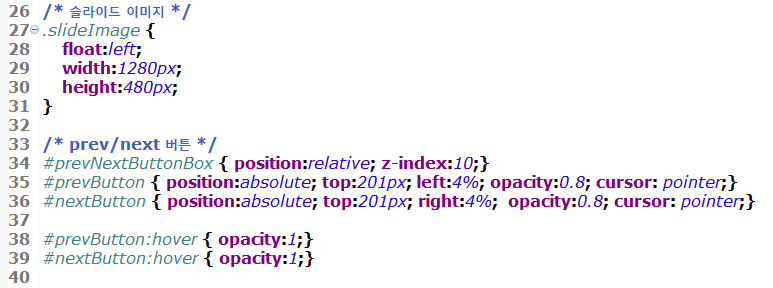 26 /* 슬라이드 이미지 */
27 .slideImage {
28 float:left;
29 width:1280px;
30 height:480px;
31 }
32
33 /* prev/next 버튼 */
34 #prevNextButtonBox { position:relative; z-index:10;}
35 #prevButton { position:absolute; top:201px; left:4%; opacity:0.8; cursor: pointer;}
36 #nextButton { position:absolute; top:201px; right:4%;  opacity:0.8; cursor: pointer;}
37
38 #prevButton:hover { opacity:1;}
39 #nextButton:hover { opacity:1;}
40